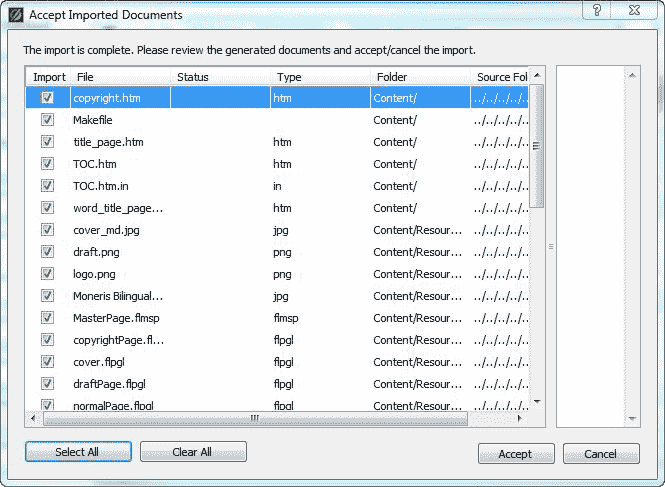 Accept Imported Documents
The import is complete. Please review the generated documents and accept/cancel the import.
Import File Status Type Folder Source Fol
copyright.htm htm Content/ ../../../../..
Makefile Content/ ../../../../..
title_page.htm htm Content/ ../../../../..
TOC.htm htm Content/ ../../../../..
TOC.htm.in in Content/ ../../../../..
word_title_page... htm Content/ ../../../../..
cover_md.jpg jpg Content/Resour... ../../../../..
draft.png png Content/Resour... ../../../../..
logo.png png Content/Resour... ../../../../..
Moneris Bilingual... jpg Content/Resour... ../../../../..
MasterPage.flmsp flmsp Content/Resour... ../../../../..
copyrightPage.fl... flpgl Content/Resour... ../../../../..
cover.flpgl flpgl Content/Resour... ../../../../..
draftPage.flpgl flpgl Content/Resour... ../../../../..
normalPage.flpgl flpgl Content/Resour... ../../../../..
Select All Clear All Accept Cancel